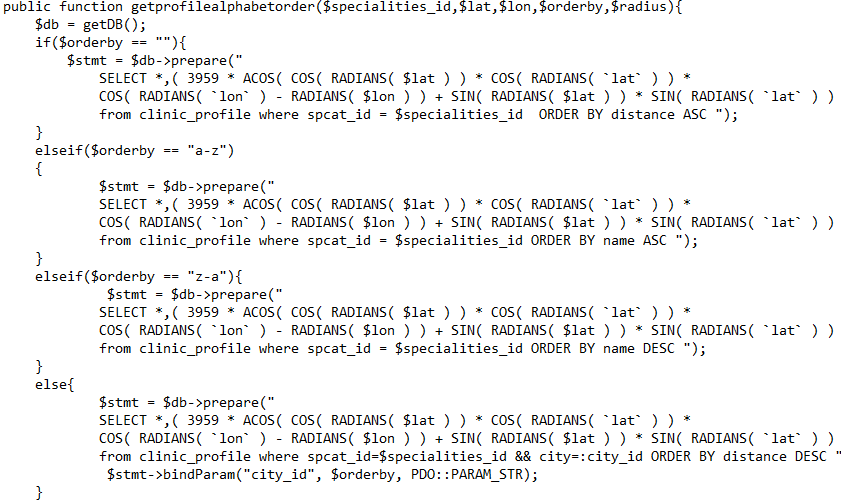 public function getprofilealphabetorder($specialities_id,$lat,$lon,$orderby,$radius){
    $db = getDB();
    if($orderby == ""){
        $stmt = $db->prepare("
            SELECT *,( 3959 * ACOS( COS( RADIANS( $lat ) ) * COS( RADIANS( `lat` ) ) *
            COS( RADIANS( `lon` ) - RADIANS( $lon ) ) + SIN( RADIANS( $lat ) ) * SIN( RADIANS( `lat` ) )
            from clinic_profile where spcat_id = $specialities_id  ORDER BY distance ASC ");
    }
    elseif($orderby == "a-z")
    {
            $stmt = $db->prepare("
            SELECT *,( 3959 * ACOS( COS( RADIANS( $lat ) ) * COS( RADIANS( `lat` ) ) *
            COS( RADIANS( `lon` ) - RADIANS( $lon ) ) + SIN( RADIANS( $lat ) ) * SIN( RADIANS( `lat` ) )
            from clinic_profile where spcat_id = $specialities_id ORDER BY name ASC ");
    }
    elseif($orderby == "z-a"){
             $stmt = $db->prepare("
            SELECT *,( 3959 * ACOS( COS( RADIANS( $lat ) ) * COS( RADIANS( `lat` ) ) *
            COS( RADIANS( `lon` ) - RADIANS( $lon ) ) + SIN( RADIANS( $lat ) ) * SIN( RADIANS( `lat` ) )
            from clinic_profile where spcat_id = $specialities_id ORDER BY name DESC ");
    }
    else{
            $stmt = $db->prepare("
            SELECT *,( 3959 * ACOS( COS( RADIANS( $lat ) ) * COS( RADIANS( `lat` ) ) *
            COS( RADIANS( `lon` ) - RADIANS( $lon ) ) + SIN( RADIANS( $lat ) ) * SIN( RADIANS( `lat` ) )
            from clinic_profile where spcat_id=$specialities_id && city=:city_id ORDER BY distance DESC "
             $stmt->bindParam("city_id", $orderby, PDO::PARAM_STR);
    }